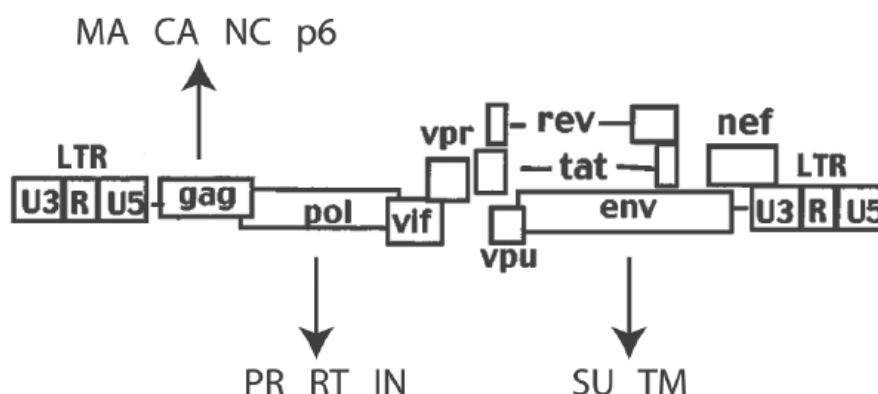 MA CA NC p6
vpr rev nef
LTR tat LTR
U3 R U5 gag pol vif env U3 R U5
vpu
PR RT IN SU TM